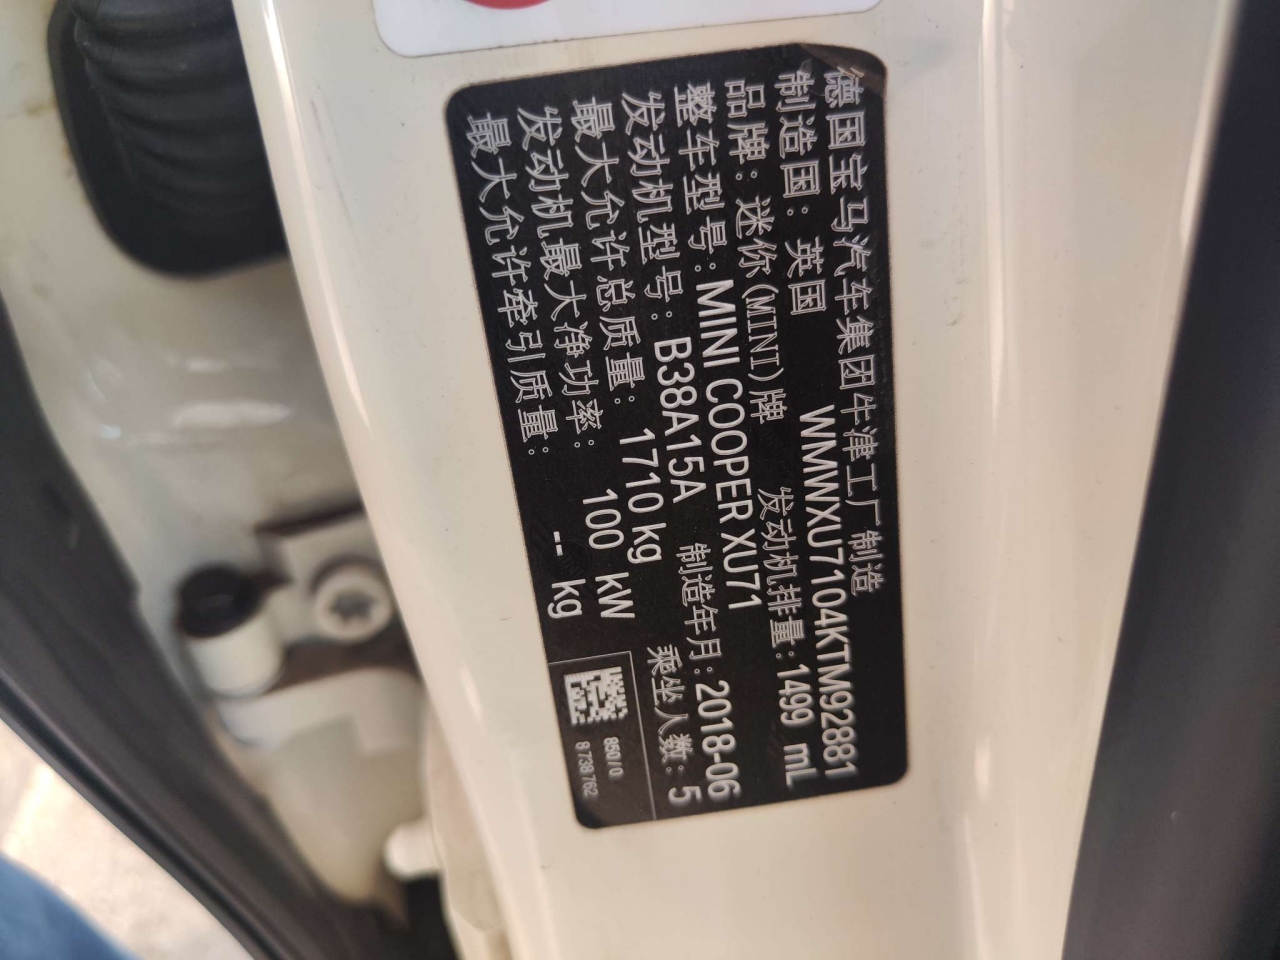 德国宝马汽车集团牛津工厂制造
制造国：英国 WMWXU7104KTM92881
品牌：迷你(MINI)牌 发动机排量：1499 mL
整车型号：MINI COOPER XU71
发动机型号：B38A15A 制造年月：2018-06
最大允许总质量：1710 kg 乘坐人数：5
发动机最大净功率：100 kW
最大允许牵引质量：-- kg
850/0
8 738 762